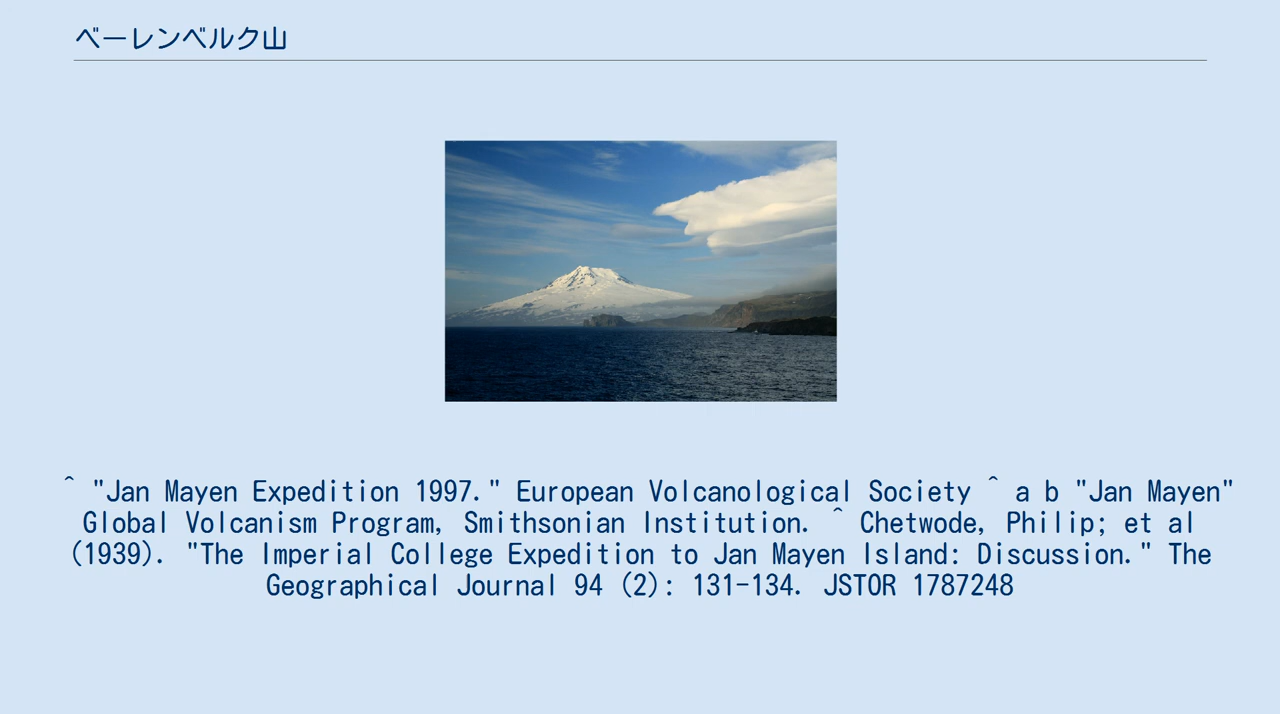 ベーレンベルク山
^ "Jan Mayen Expedition 1997." European Volcanological Society ^ a b "Jan Mayen"
Global Volcanism Program, Smithsonian Institution. ^ Chetwode, Philip; et al
(1939). "The Imperial College Expedition to Jan Mayen Island: Discussion." The
Geographical Journal 94 (2): 131-134. JSTOR 1787248